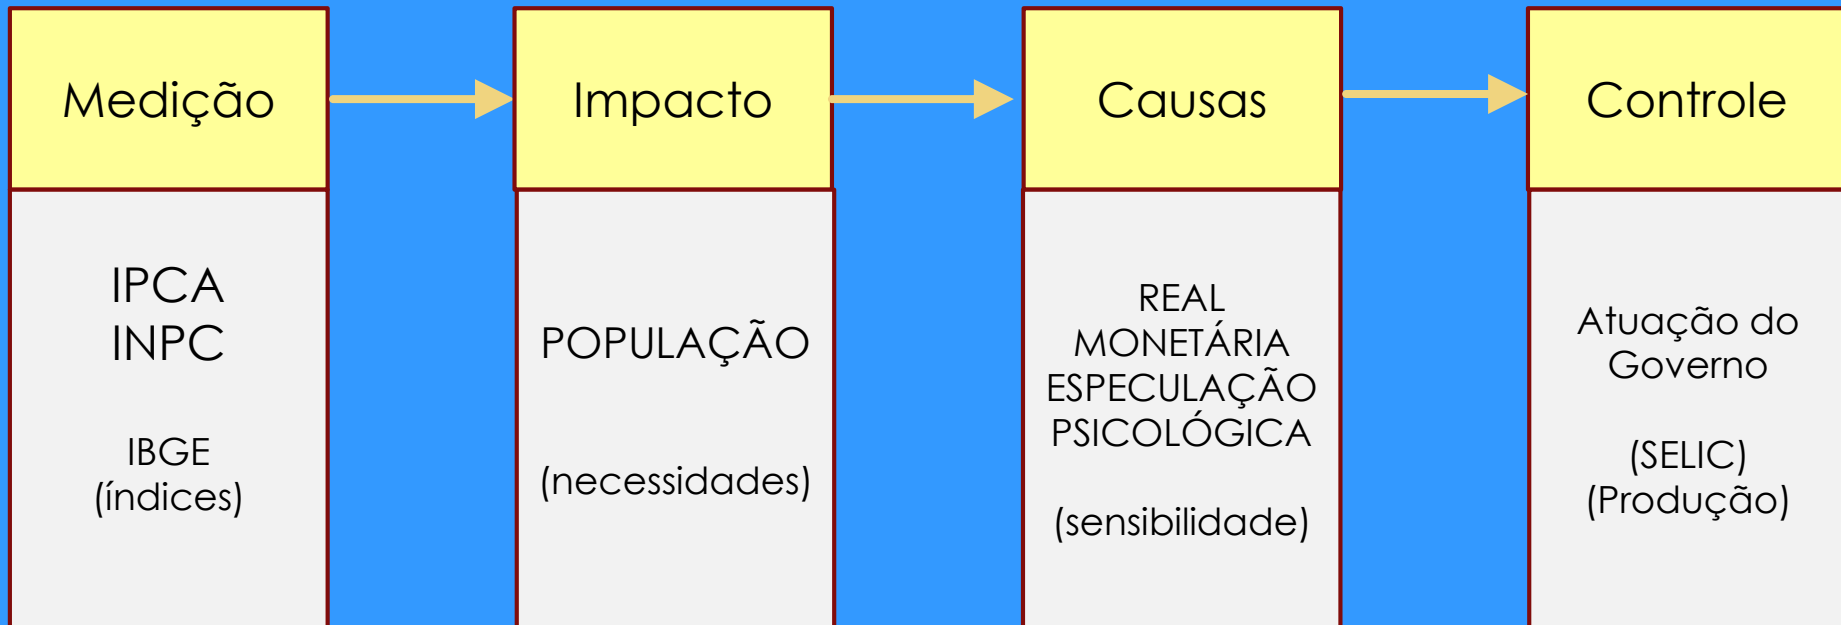 Medição
Impacto
Causas
Controle
IPCA
INPC
IBGE
(índices)
POPULAÇÃO
(necessidades)
REAL
MONETÁRIA
ESPECULAÇÃO
PSICOLÓGICA
(sensibilidade)
Atuação do
Governo
(SELIC)
(Produção)